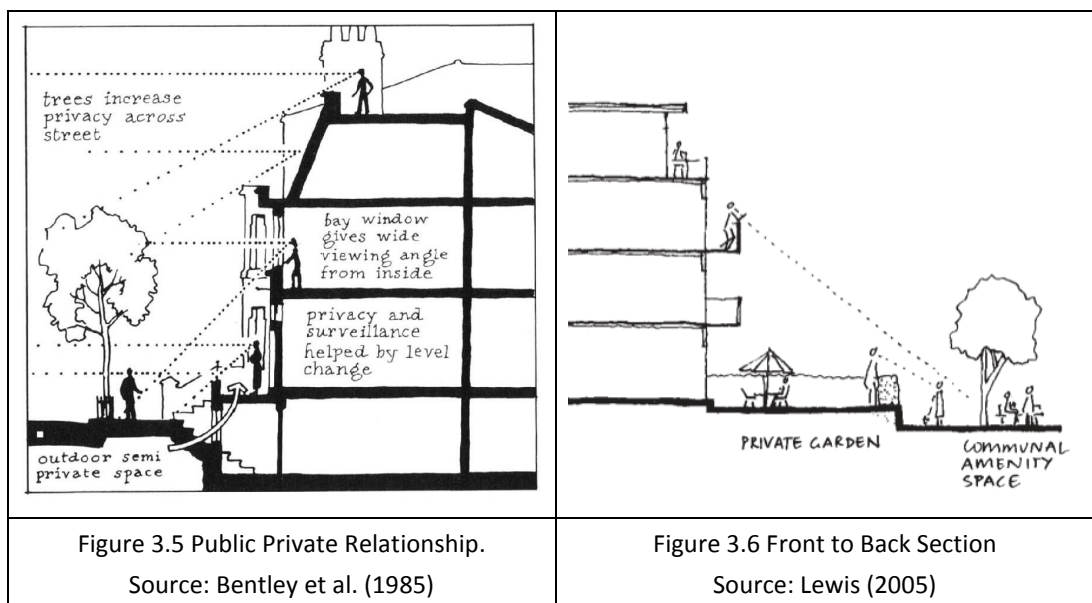 trees increase
privacy across
street
bay window
gives wide
viewing angle
from inside
privacy and
surveillance
helped by level
change
outdoor semi
private space
PRIVATE GARDEN
COMMUNAL
AMENITY
SPACE
Figure 3.5 Public Private Relationship.
Source: Bentley et al. (1985)
Figure 3.6 Front to Back Section
Source: Lewis (2005)